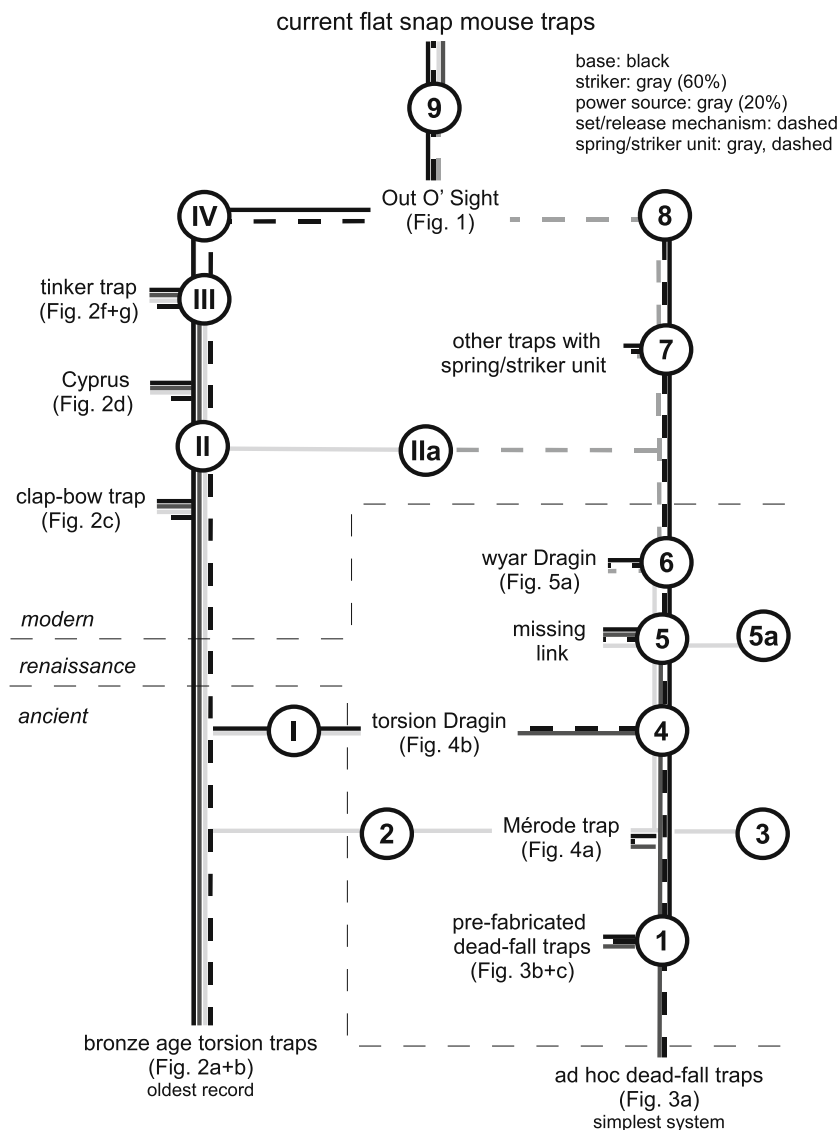 current flat snap mouse traps
base: black
striker: gray (60%)
power source: gray (20%)
set/release mechanism: dashed
spring/striker unit: gray, dashed
9
Out O’ Sight
(Fig. 1)
IV
8
tinker trap
(Fig. 2f+g)
III
other traps with
spring/striker unit
7
Cyprus
(Fig. 2d)
II
IIa
clap-bow trap
(Fig. 2c)
wyar Dragin
(Fig. 5a)
6
modern
missing
link
5
5a
renaissance
ancient
I
torsion Dragin
(Fig. 4b)
4
2
Mérode trap
(Fig. 4a)
3
pre-fabricated
dead-fall traps
(Fig. 3b+c)
1
bronze age torsion traps
(Fig. 2a+b)
oldest record
ad hoc dead-fall traps
(Fig. 3a)
simplest system